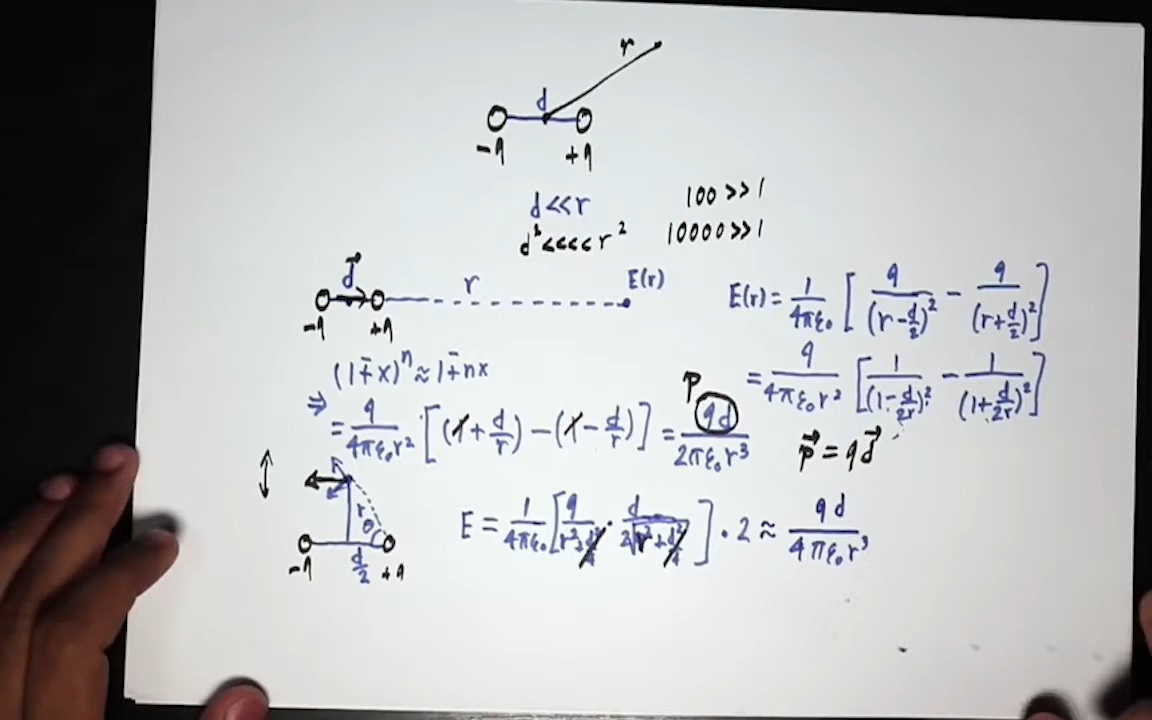 r
d
-q +q
d<<r 100>>1
d²<<<<r² 10000>>1
d⃗ r E(r)
-q +q
E(r)= 1/4πε₀ [ q/(r-d/2)² - q/(r+d/2)² ]
(1∓x)ⁿ≈1∓nx
= q/4πε₀r² [ 1/(1-d/2r)² - 1/(1+d/2r)² ]
⇒ = q/4πε₀r² [(1+d/r)-(1-d/r)] = qd/2πε₀r³
p
p⃗=qd⃗
r
θ
E = 1/4πε₀ [ q/r²+d²/4 · d/2√r²+d²/4 ] · 2 ≈ qd/4πε₀r³
-q d/2 +q